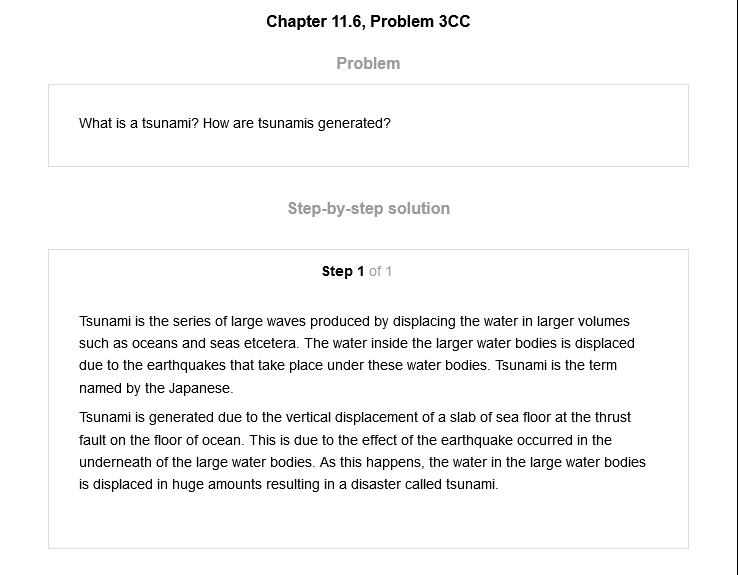 Chapter 11.6, Problem 3CC
Problem
What is a tsunami? How are tsunamis generated?
Step-by-step solution
Step 1 of 1
Tsunami is the series of large waves produced by displacing the water in larger volumes
such as oceans and seas etcetera. The water inside the larger water bodies is displaced
due to the earthquakes that take place under these water bodies. Tsunami is the term
named by the Japanese.
Tsunami is generated due to the vertical displacement of a slab of sea floor at the thrust
fault on the floor of ocean. This is due to the effect of the earthquake occurred in the
underneath of the large water bodies. As this happens, the water in the large water bodies
is displaced in huge amounts resulting in a disaster called tsunami.